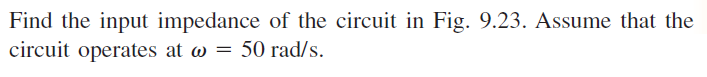 Find the input impedance of the circuit in Fig. 9.23. Assume that the
circuit operates at ω = 50 rad/s.